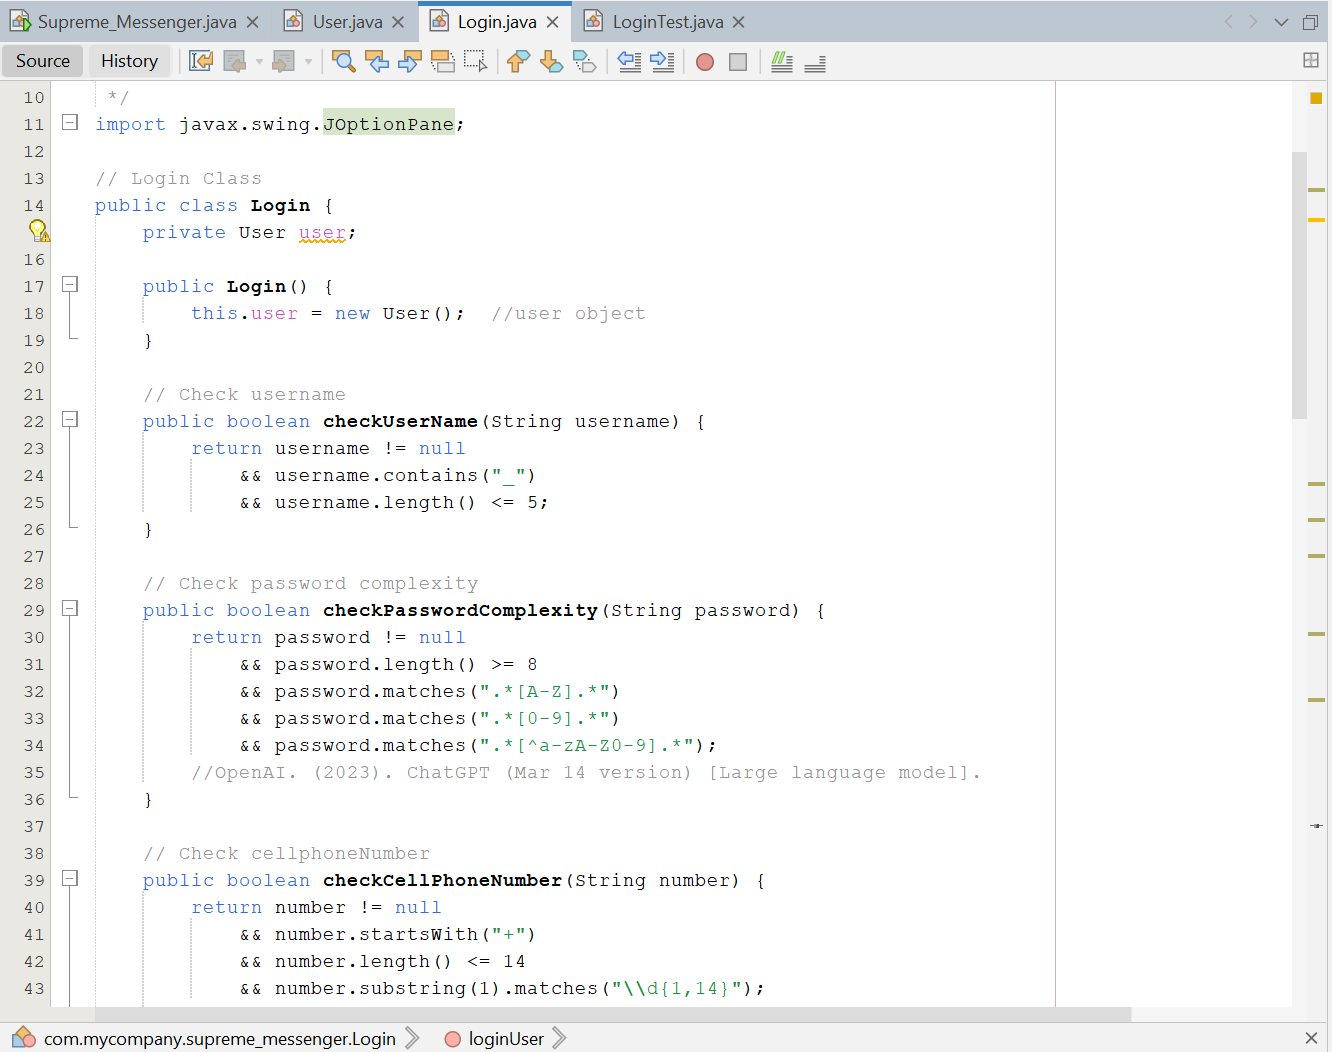 Supreme_Messenger.java User.java Login.java LoginTest.java
Source History
10 */
11 import javax.swing.JOptionPane;
12
13 // Login Class
14 public class Login {
private User user;
16
17 public Login() {
18 this.user = new User(); //user object
19 }
20
21 // Check username
22 public boolean checkUserName(String username) {
23 return username != null
24 && username.contains("_")
25 && username.length() <= 5;
26 }
27
28 // Check password complexity
29 public boolean checkPasswordComplexity(String password) {
30 return password != null
31 && password.length() >= 8
32 && password.matches(".*[A-Z].*")
33 && password.matches(".*[0-9].*")
34 && password.matches(".*[^a-zA-Z0-9].*");
35 //OpenAI. (2023). ChatGPT (Mar 14 version) [Large language model].
36 }
37
38 // Check cellphoneNumber
39 public boolean checkCellPhoneNumber(String number) {
40 return number != null
41 && number.startsWith("+")
42 && number.length() <= 14
43 && number.substring(1).matches("\\d{1,14}");
com.mycompany.supreme_messenger.Login loginUser